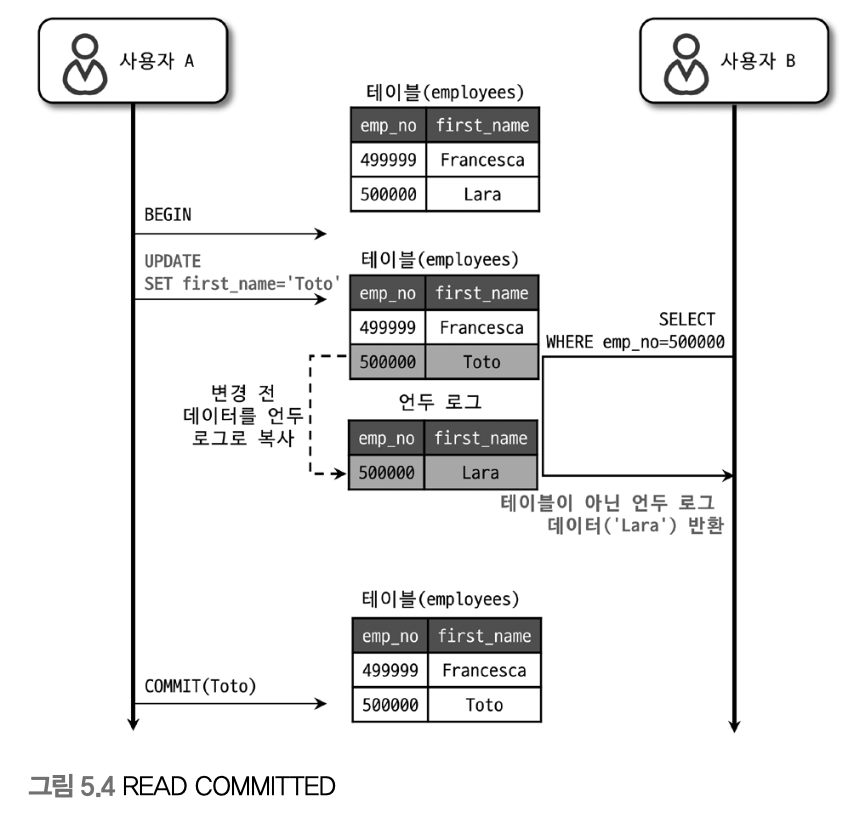 사용자 A
사용자 B
테이블(employees)
emp_no first_name
499999 Francesca
500000 Lara
BEGIN
UPDATE
SET first_name='Toto'
테이블(employees)
emp_no first_name
499999 Francesca
500000 Toto
SELECT
WHERE emp_no=500000
변경 전
데이터를 언두
로그로 복사
언두 로그
emp_no first_name
500000 Lara
테이블이 아닌 언두 로그
데이터('Lara') 반환
테이블(employees)
emp_no first_name
499999 Francesca
500000 Toto
COMMIT(Toto)
그림 5.4 READ COMMITTED